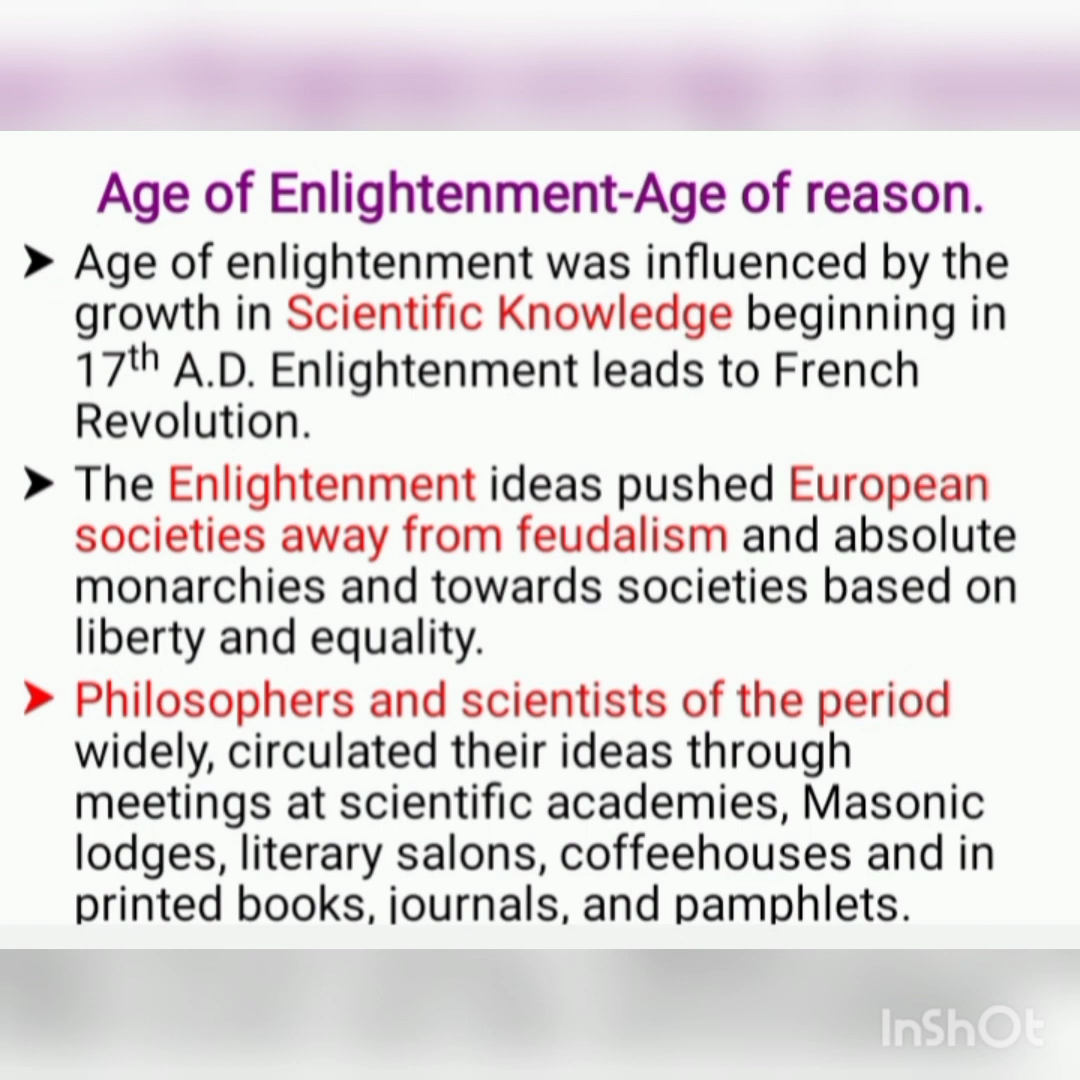 Age of Enlightenment-Age of reason.
➤ Age of enlightenment was influenced by the
growth in Scientific Knowledge beginning in
17th A.D. Enlightenment leads to French
Revolution.
➤ The Enlightenment ideas pushed European
societies away from feudalism and absolute
monarchies and towards societies based on
liberty and equality.
➤ Philosophers and scientists of the period
widely, circulated their ideas through
meetings at scientific academies, Masonic
lodges, literary salons, coffeehouses and in
printed books, journals, and pamphlets.
InShOt